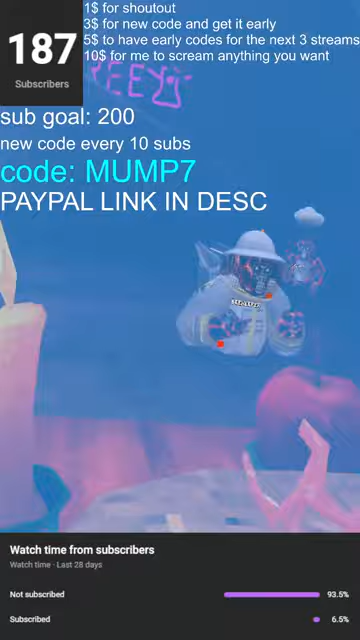 187
Subscribers
1$ for shoutout
3$ for new code and get it early
5$ to have early codes for the next 3 streams
10$ for me to scream anything you want
sub goal: 200
new code every 10 subs
code: MUMP7
PAYPAL LINK IN DESC
Watch time from subscribers
Watch time · Last 28 days
Not subscribed 93.5%
Subscribed 6.5%